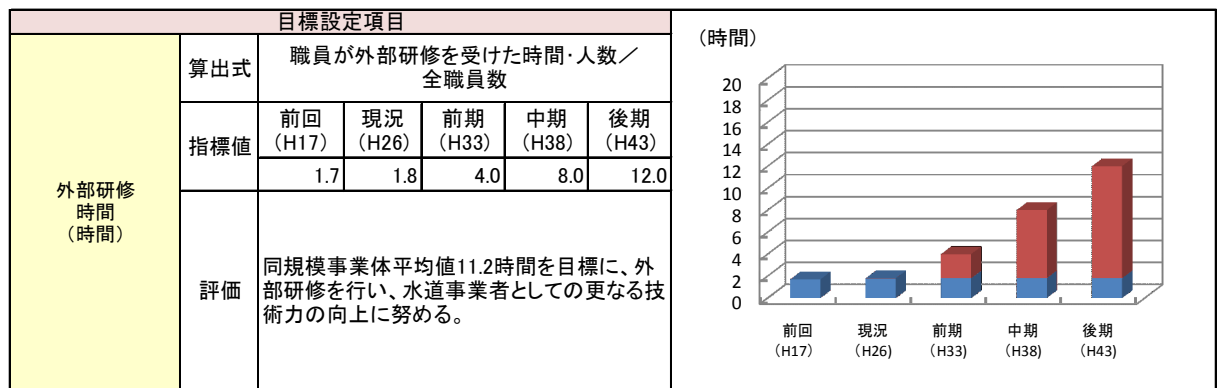 目標設定項目
外部研修
時間
（時間）
算出式
職員が外部研修を受けた時間・人数／
全職員数
指標値
前回
（H17）
現況
（H26）
前期
（H33）
中期
（H38）
後期
（H43）
1.7
1.8
4.0
8.0
12.0
評価
同規模事業体平均値11.2時間を目標に、外
部研修を行い、水道事業者としての更なる技
術力の向上に努める。
（時間）
20
18
16
14
12
10
8
6
4
2
0
前回
（H17）
現況
（H26)
前期
（H33)
中期
（H38)
後期
（H43)